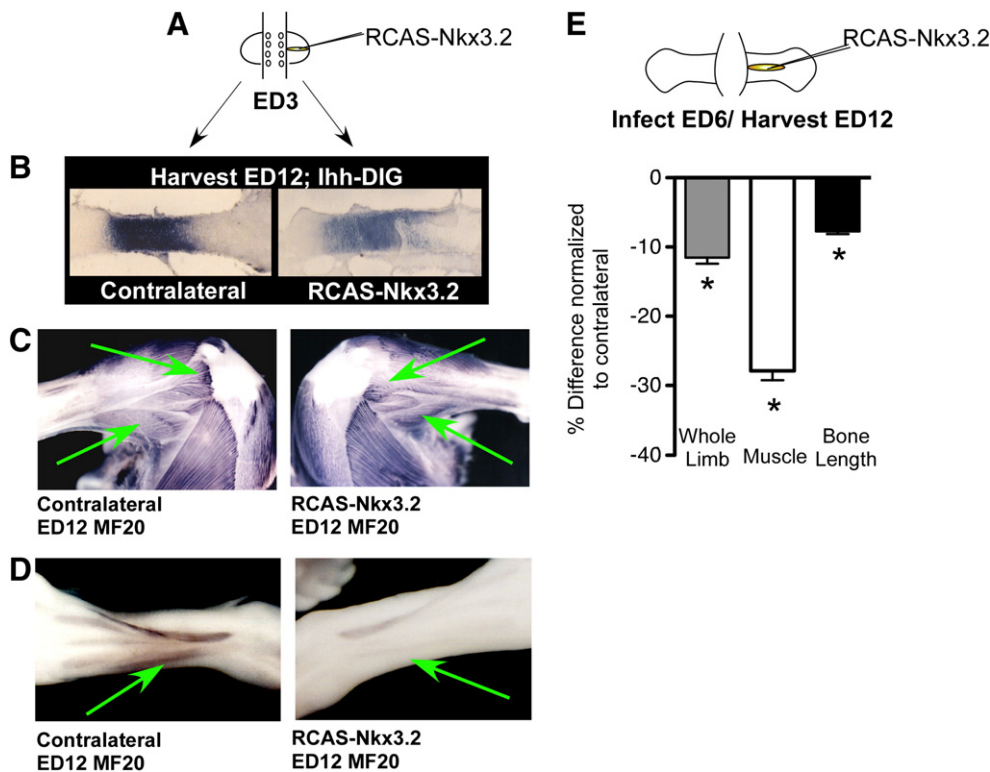 A
RCAS-Nkx3.2
ED3
B
Harvest ED12; Ihh-DIG
Contralateral
RCAS-Nkx3.2
C
Contralateral
ED12 MF20
RCAS-Nkx3.2
ED12 MF20
D
Contralateral
ED12 MF20
RCAS-Nkx3.2
ED12 MF20
E
RCAS-Nkx3.2
Infect ED6/ Harvest ED12
% Difference normalized
to contralateral
0
-10
-20
-30
-40
*
*
*
Whole
Limb
Muscle
Bone
Length